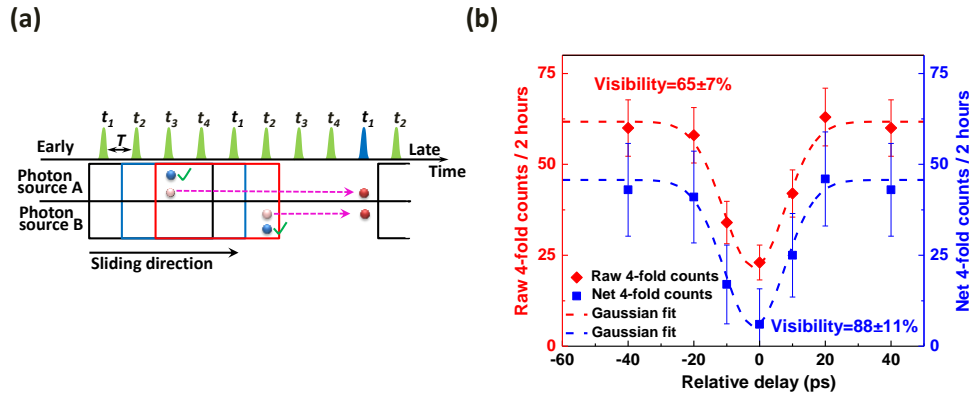 (a)
t1 t2 t3 t4 t1 t2 t3 t4 t1 t2
T
Early
Late
Time
Photon
source A
Photon
source B
Sliding direction
(b)
Raw 4-fold counts / 2 hours
75
50
25
0
Visibility=65±7%
Raw 4-fold counts
Net 4-fold counts
Gaussian fit
Gaussian fit
Visibility=88±11%
75
50
25
0
Net 4-fold counts / 2 hours
-60 -40 -20 0 20 40
Relative delay (ps)